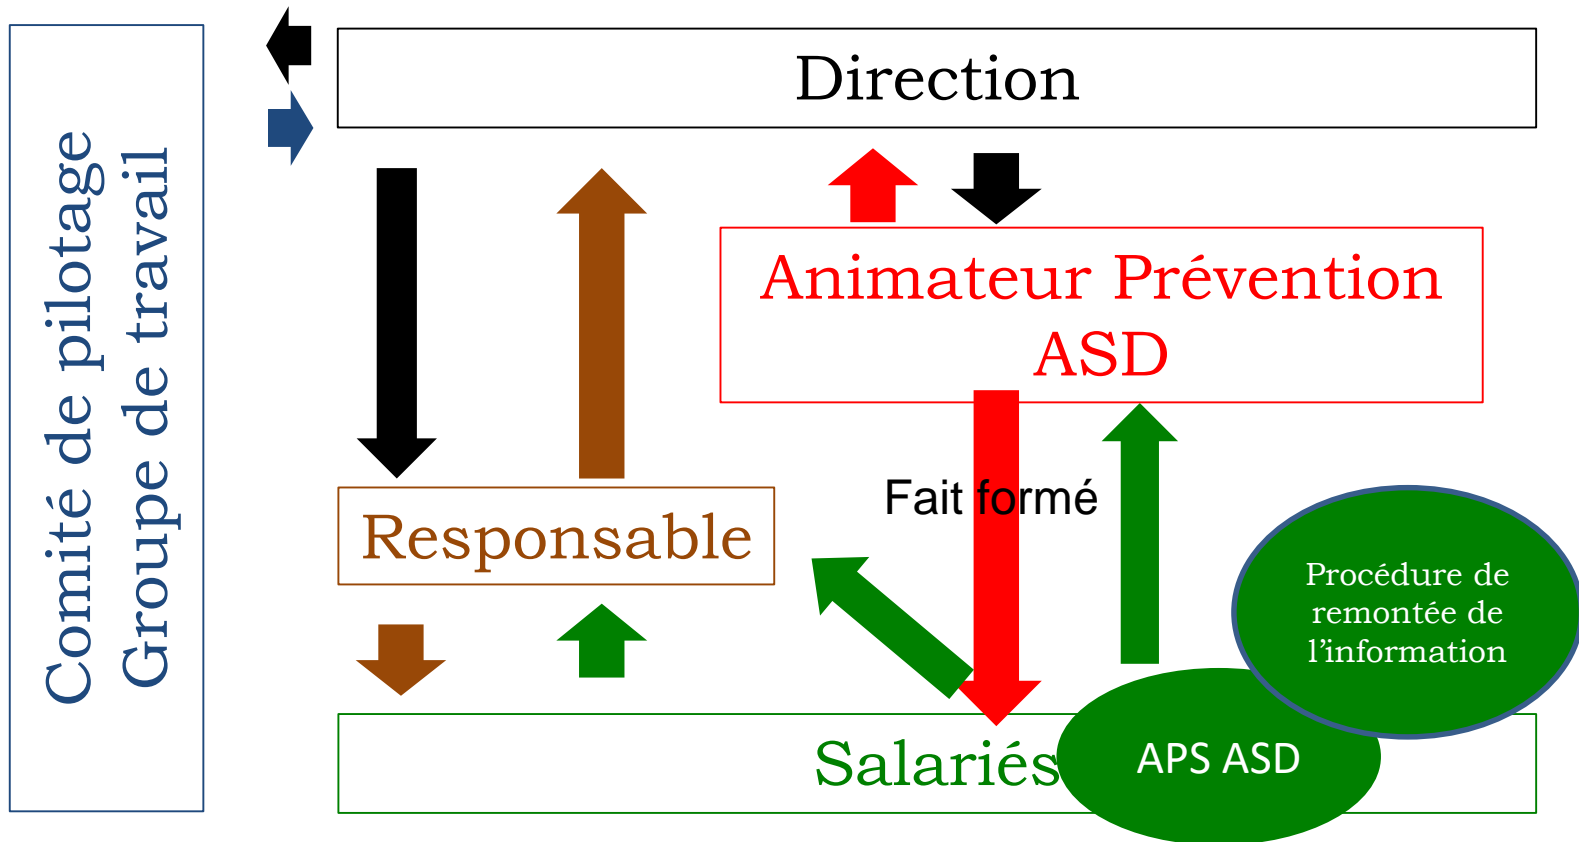 Comité de pilotage
Groupe de travail
Direction
Animateur Prévention
ASD
Fait formé
Responsable
Procédure de
remontée de
l’information
Salariés
APS ASD